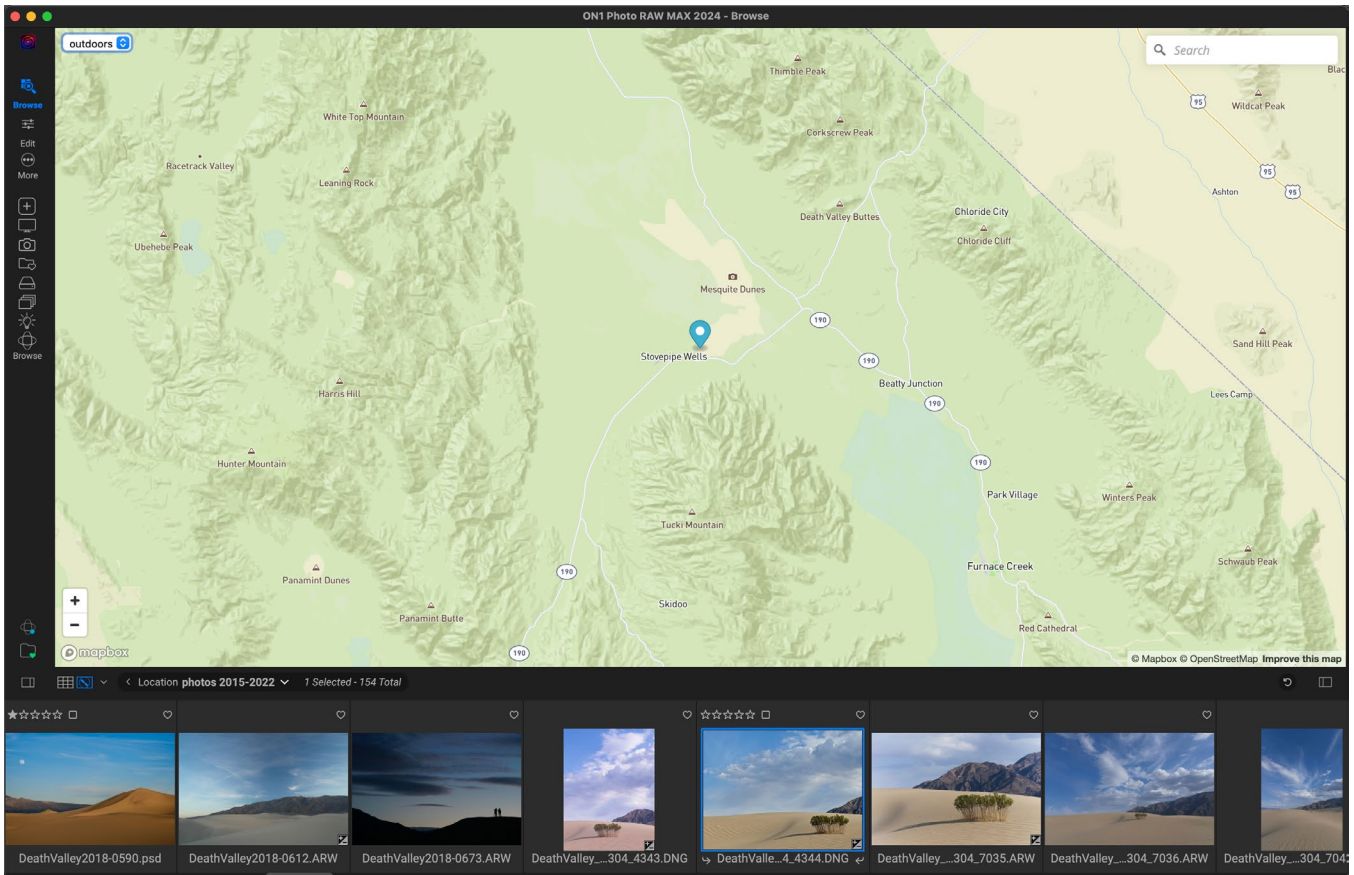 ON1 Photo RAW MAX 2024 - Browse
outdoors
Search
Browse
Edit
More
Browse
Thimble Peak
Blac
95
Wildcat Peak
White Top Mountain
Corkscrew Peak
Racetrack Valley
95
Leaning Rock
Ashton
95
Death Valley Buttes
Chloride City
Ubehebe Peak
Chloride Cliff
Mesquite Dunes
190
Sand Hill Peak
Stovepipe Wells
190
Beatty Junction
Harris Hill
Lees Camp
190
Hunter Mountain
190
Park Village
Winters Peak
Tucki Mountain
Schwaub Peak
Furnace Creek
190
Panamint Dunes
+
Skidoo
Panamint Butte
−
Red Cathedral
190
mapbox
© Mapbox © OpenStreetMap Improve this map
Location photos 2015-2022
1 Selected - 154 Total
DeathValley2018-0590.psd
DeathValley2018-0612.ARW
DeathValley2018-0673.ARW
DeathValley_...304_4343.DNG
DeathValle...4_4344.DNG
DeathValley_...304_7035.ARW
DeathValley_...304_7036.ARW
DeathValley_...304_7042